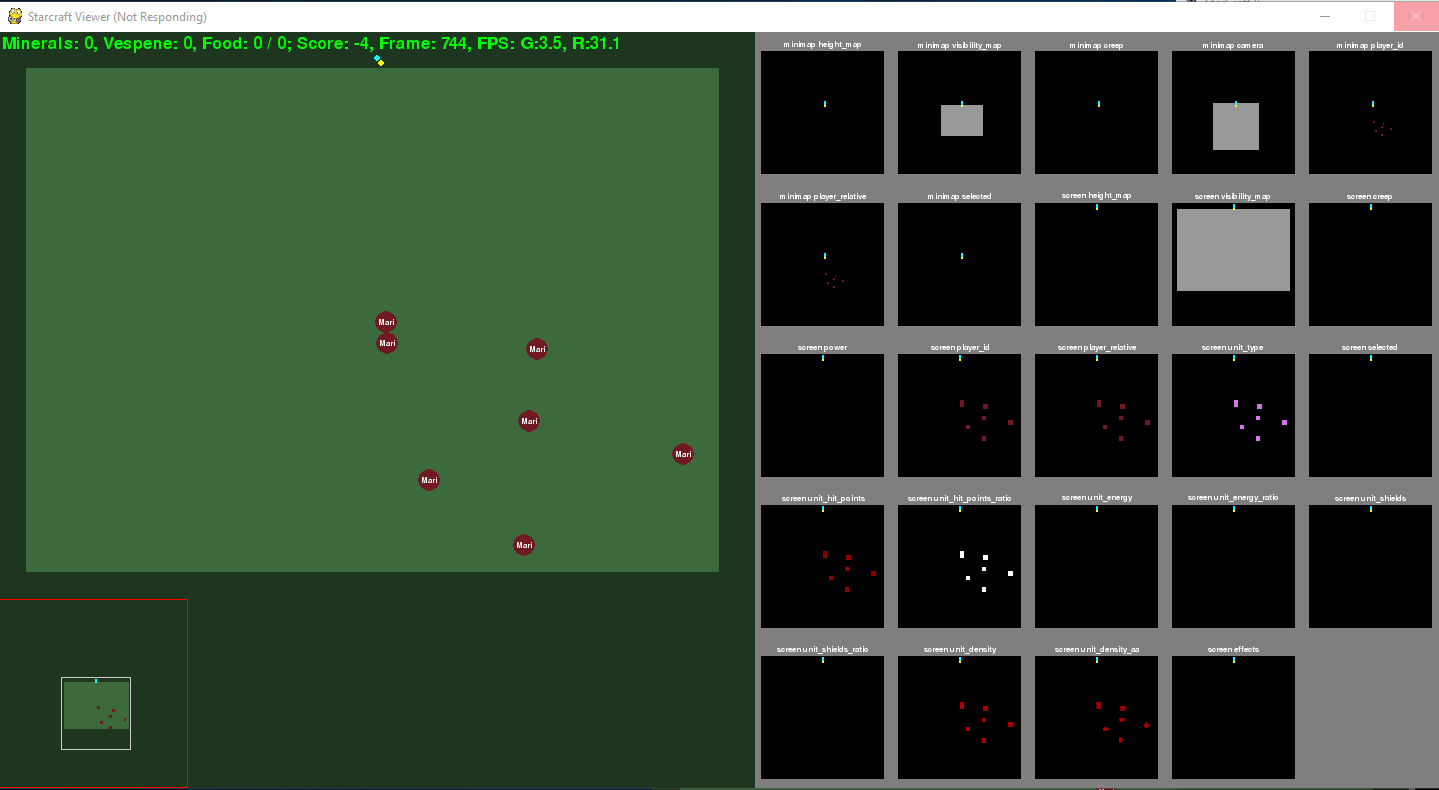 Starcraft Viewer (Not Responding)
Minerals: 0, Vespene: 0, Food: 0 / 0; Score: -4, Frame: 744, FPS: G:3.5, R:31.1
minimap height_map
minimap visibility_map
minimap creep
minimap camera
minimap player_id
minimap player_relative
minimap selected
screen height_map
screen visibility_map
screen creep
screen power
screen player_id
screen player_relative
screen unit_type
screen selected
screen unit_hit_points
screen unit_hit_points_ratio
screen unit_energy
screen unit_energy_ratio
screen unit_shields
screen unit_shields_ratio
screen unit_density
screen unit_density_aa
screen effects
Mari
Mari
Mari
Mari
Mari
Mari
Mari